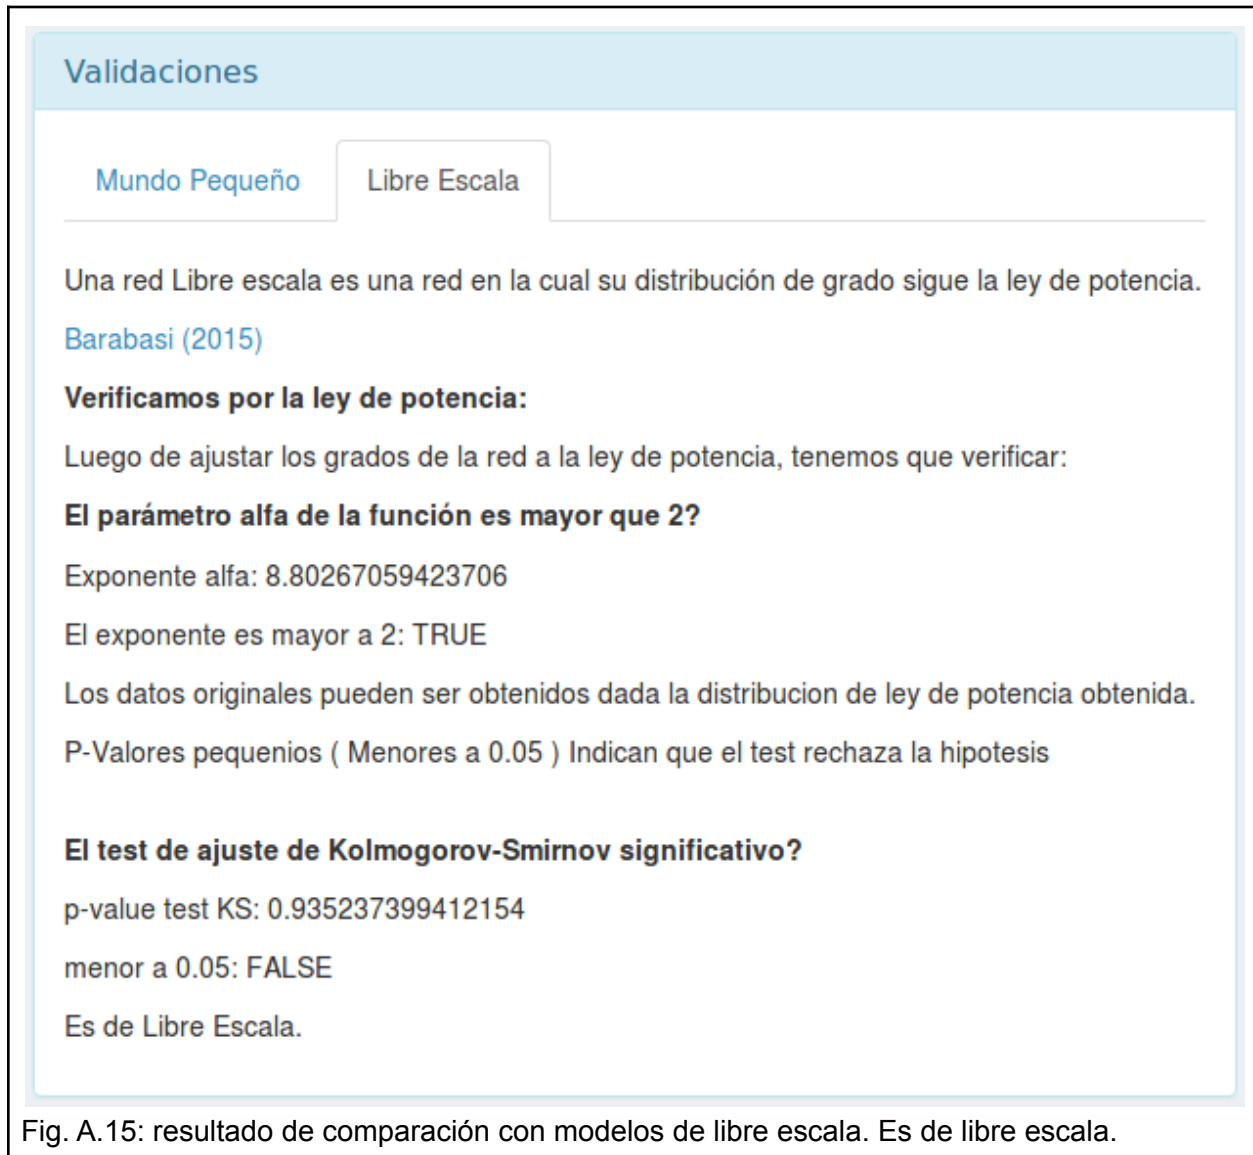 Validaciones
Mundo Pequeño
Libre Escala
Una red Libre escala es una red en la cual su distribución de grado sigue la ley de potencia.
Barabasi (2015)
Verificamos por la ley de potencia:
Luego de ajustar los grados de la red a la ley de potencia, tenemos que verificar:
El parámetro alfa de la función es mayor que 2?
Exponente alfa: 8.80267059423706
El exponente es mayor a 2: TRUE
Los datos originales pueden ser obtenidos dada la distribucion de ley de potencia obtenida.
P-Valores pequenios ( Menores a 0.05 ) Indican que el test rechaza la hipotesis
El test de ajuste de Kolmogorov-Smirnov significativo?
p-value test KS: 0.935237399412154
menor a 0.05: FALSE
Es de Libre Escala.
Fig. A.15: resultado de comparación con modelos de libre escala. Es de libre escala.